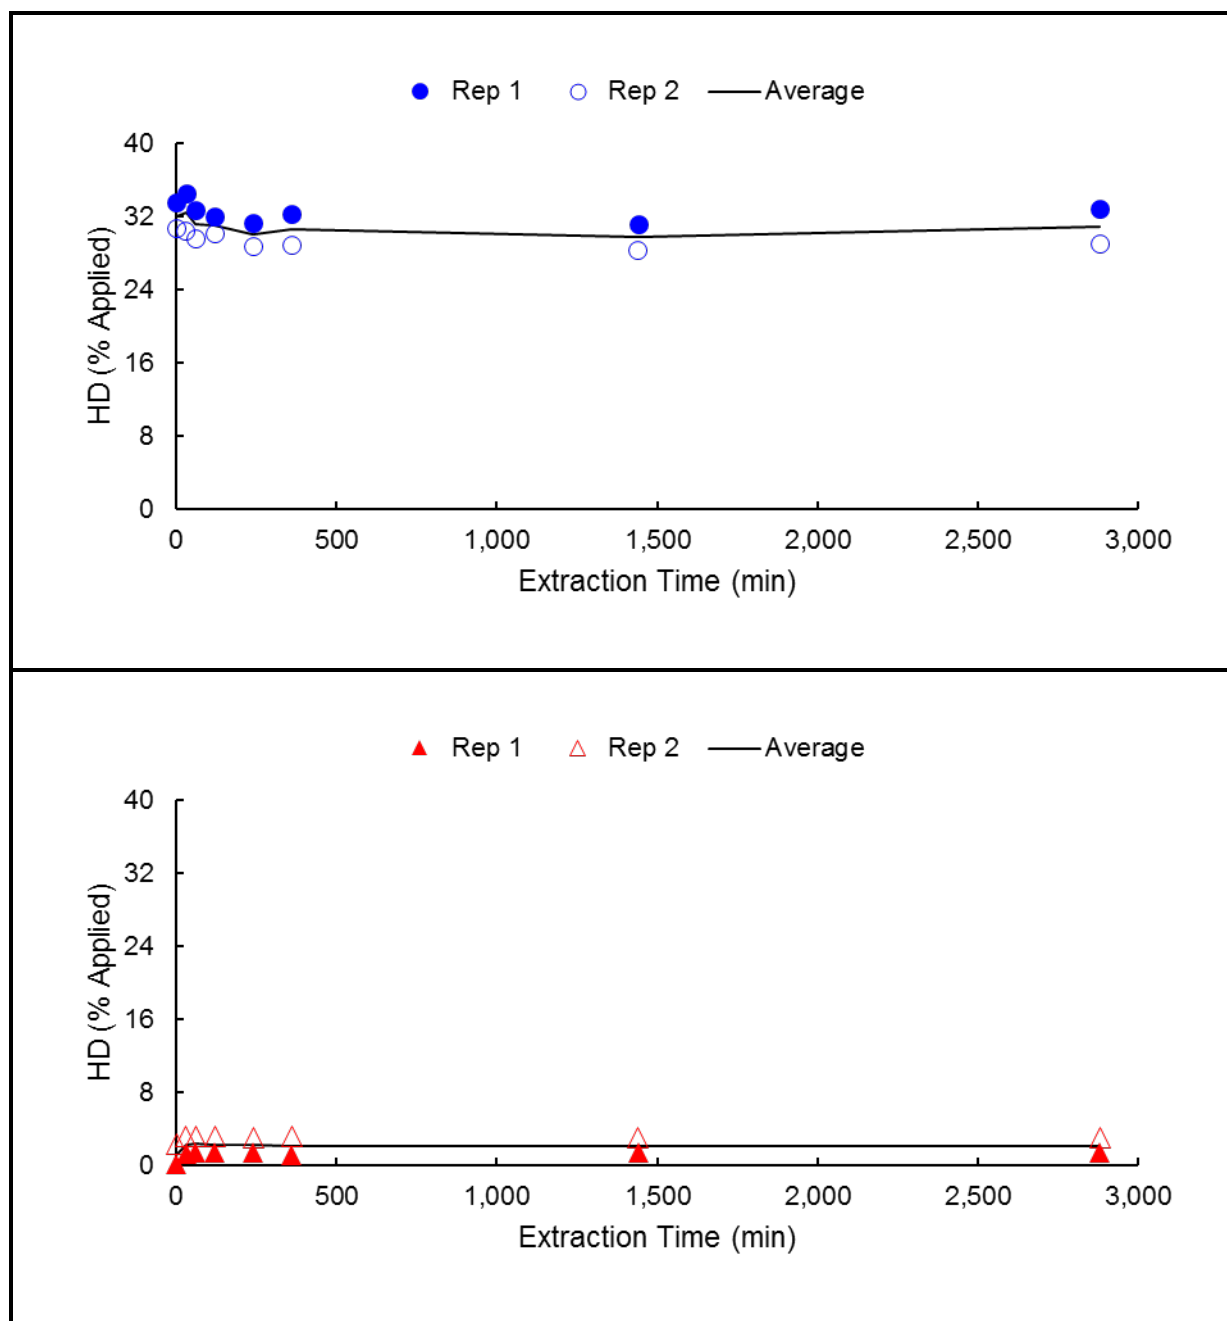 Rep 1 Rep 2 Average
40
32
24
16
8
0
HD (% Applied)
0 500 1,000 1,500 2,000 2,500 3,000
Extraction Time (min)
Rep 1 Rep 2 Average
40
32
24
16
8
0
HD (% Applied)
0 500 1,000 1,500 2,000 2,500 3,000
Extraction Time (min)